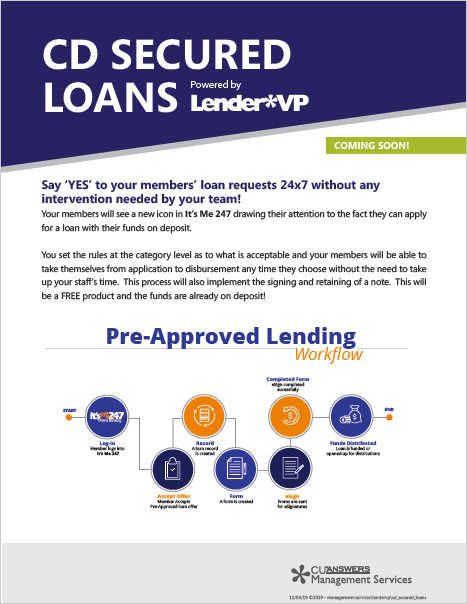 CD SECURED
LOANS Powered by Lender*VP
COMING SOON!
Say ‘YES’ to your members’ loan requests 24x7 without any
intervention needed by your team!
Your members will see a new icon in It’s Me 247 drawing their attention to the fact they can apply
for a loan with their funds on deposit.
You set the rules at the category level as to what is acceptable and your members will be able to
take themselves from application to disbursement any time they choose without the need to take
up your staff’s time.  This process will also implement the signing and retaining of a note.  This will
be a FREE product and the funds are already on deposit!
Pre-Approved Lending
Workflow
Completed Form
eSign completed
sucessfully
START
It's Me 247
END
Log-In
Member logs into
It's Me 247
Record
A loan record
is created
Funds Distributed
Loan is funded or
opened up for distributions
Accept Offer
Member Accepts
Pre-Approved loan offer
Form
A form is created
eSign
Froms are sent
for eSignatures
CU*ANSWERS
Management Services